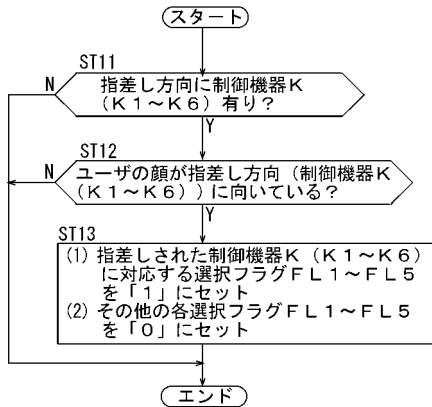 スタート
ST11
指差し方向に制御機器K
(K1～K6)有り？
N
Y
ST12
ユーザの顔が指差し方向(制御機器K
(K1～K6))に向いている？
N
Y
ST13
(1) 指差しされた制御機器K(K1～K6)
に対応する選択フラグFL1～FL5
を「1」にセット
(2) その他の各選択フラグFL1～FL5
を「0」にセット
エンド